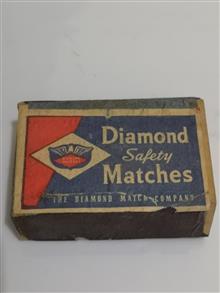 Diamond
Safety
Matches
THE DIAMOND MATCH COMPANY